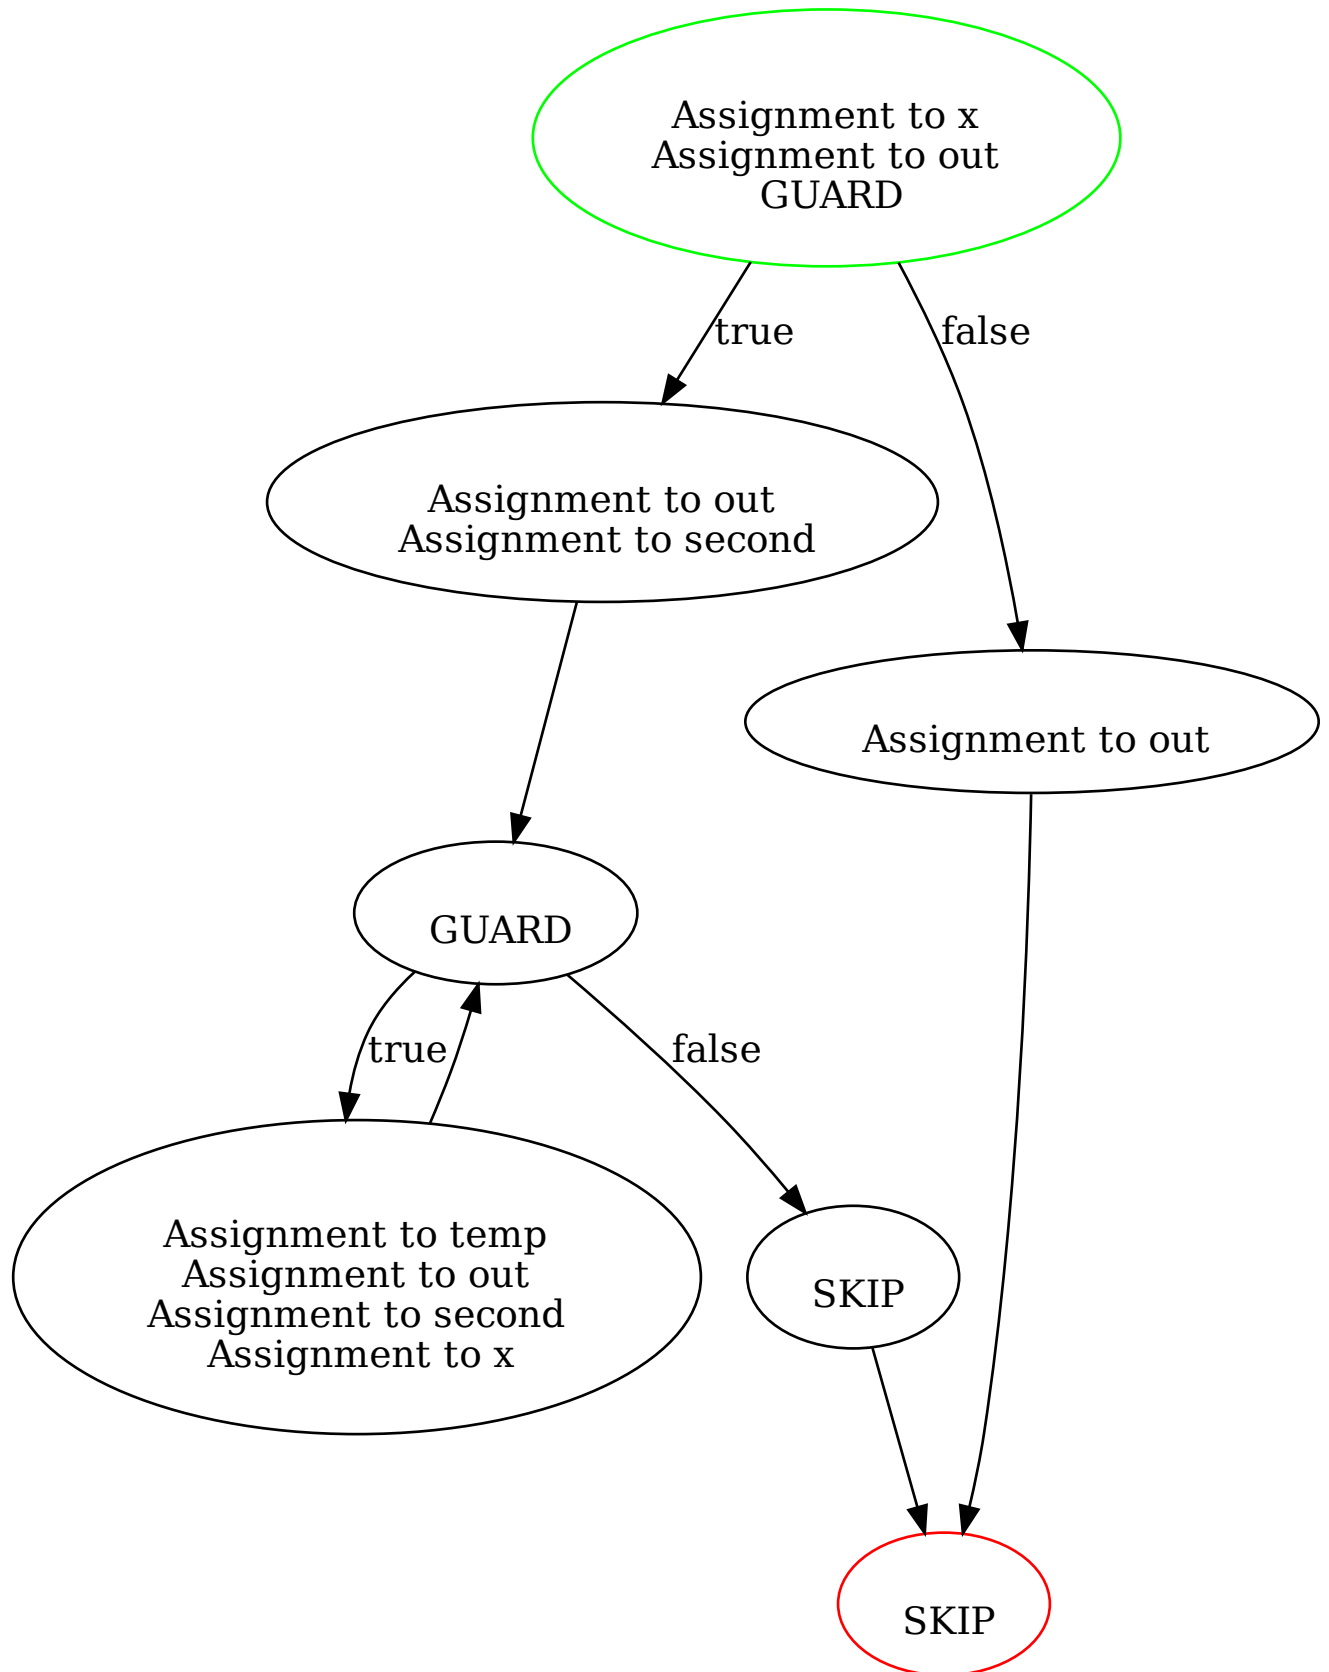 Assignment to x
Assignment to out
GUARD
true
false
Assignment to out
Assignment to second
Assignment to out
GUARD
true
false
Assignment to temp
Assignment to out
Assignment to second
Assignment to x
SKIP
SKIP